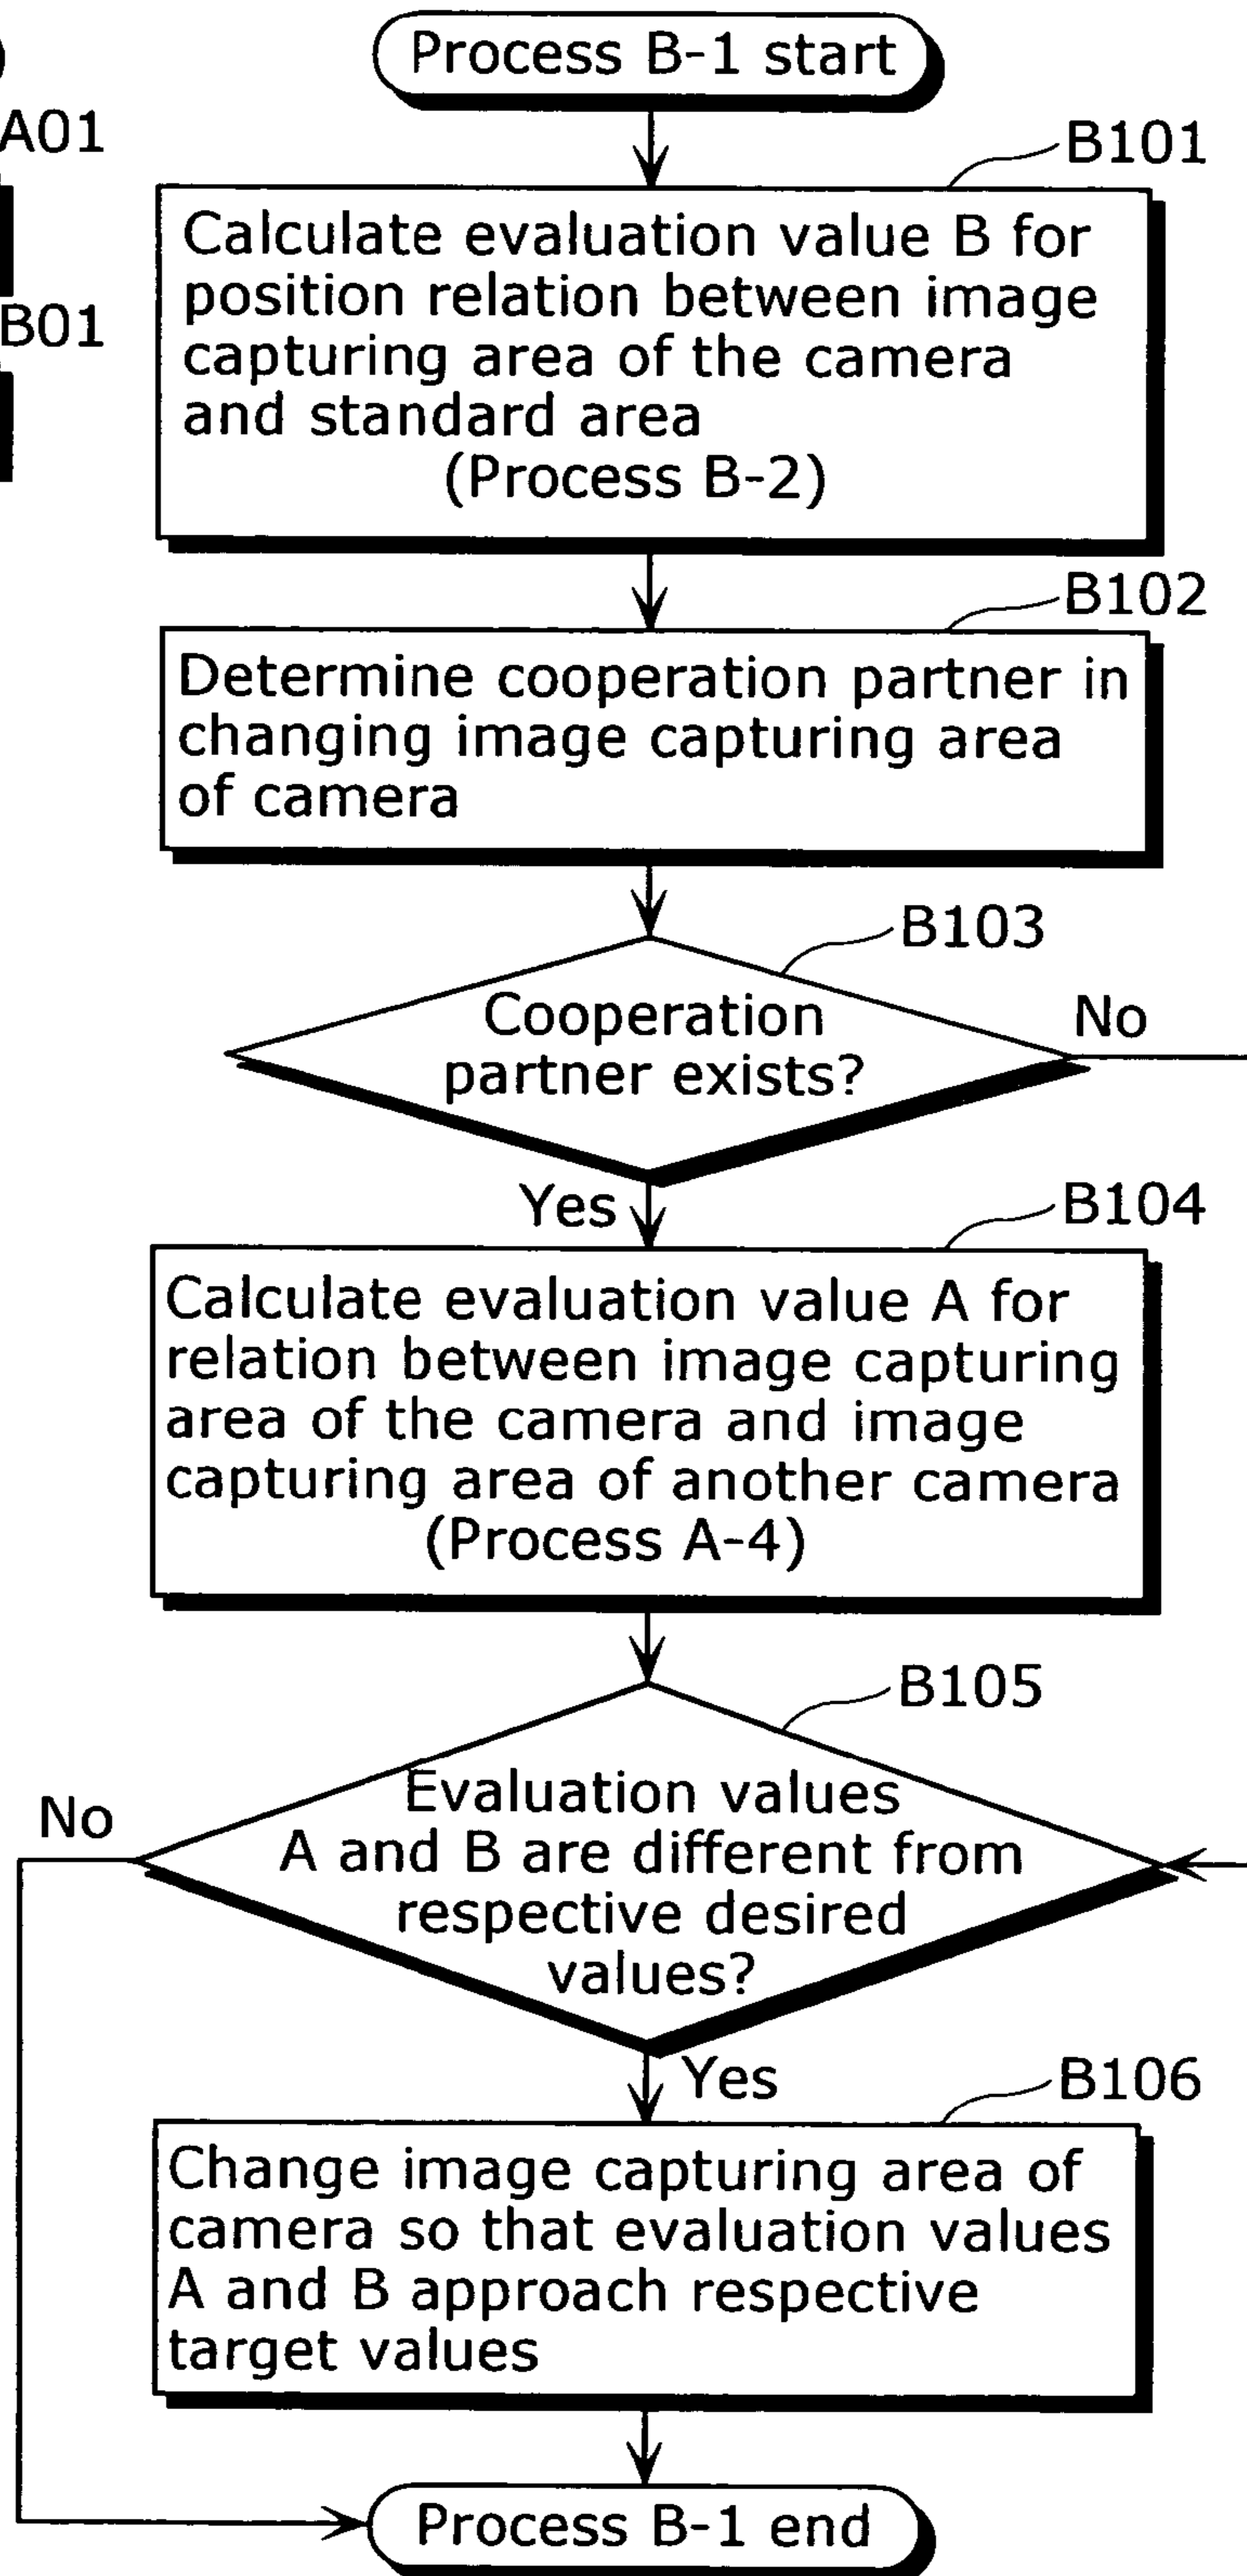 Process B-1 start
A01
B101
Calculate evaluation value B for
position relation between image
capturing area of the camera
and standard area
(Process B-2)
B01
B102
Determine cooperation partner in
changing image capturing area
of camera
B103
Cooperation
partner exists?
No
Yes
B104
Calculate evaluation value A for
relation between image capturing
area of the camera and image
capturing area of another camera
(Process A-4)
B105
Evaluation values
A and B are different from
respective desired
values?
No
Yes
B106
Change image capturing area of
camera so that evaluation values
A and B approach respective
target values
Process B-1 end